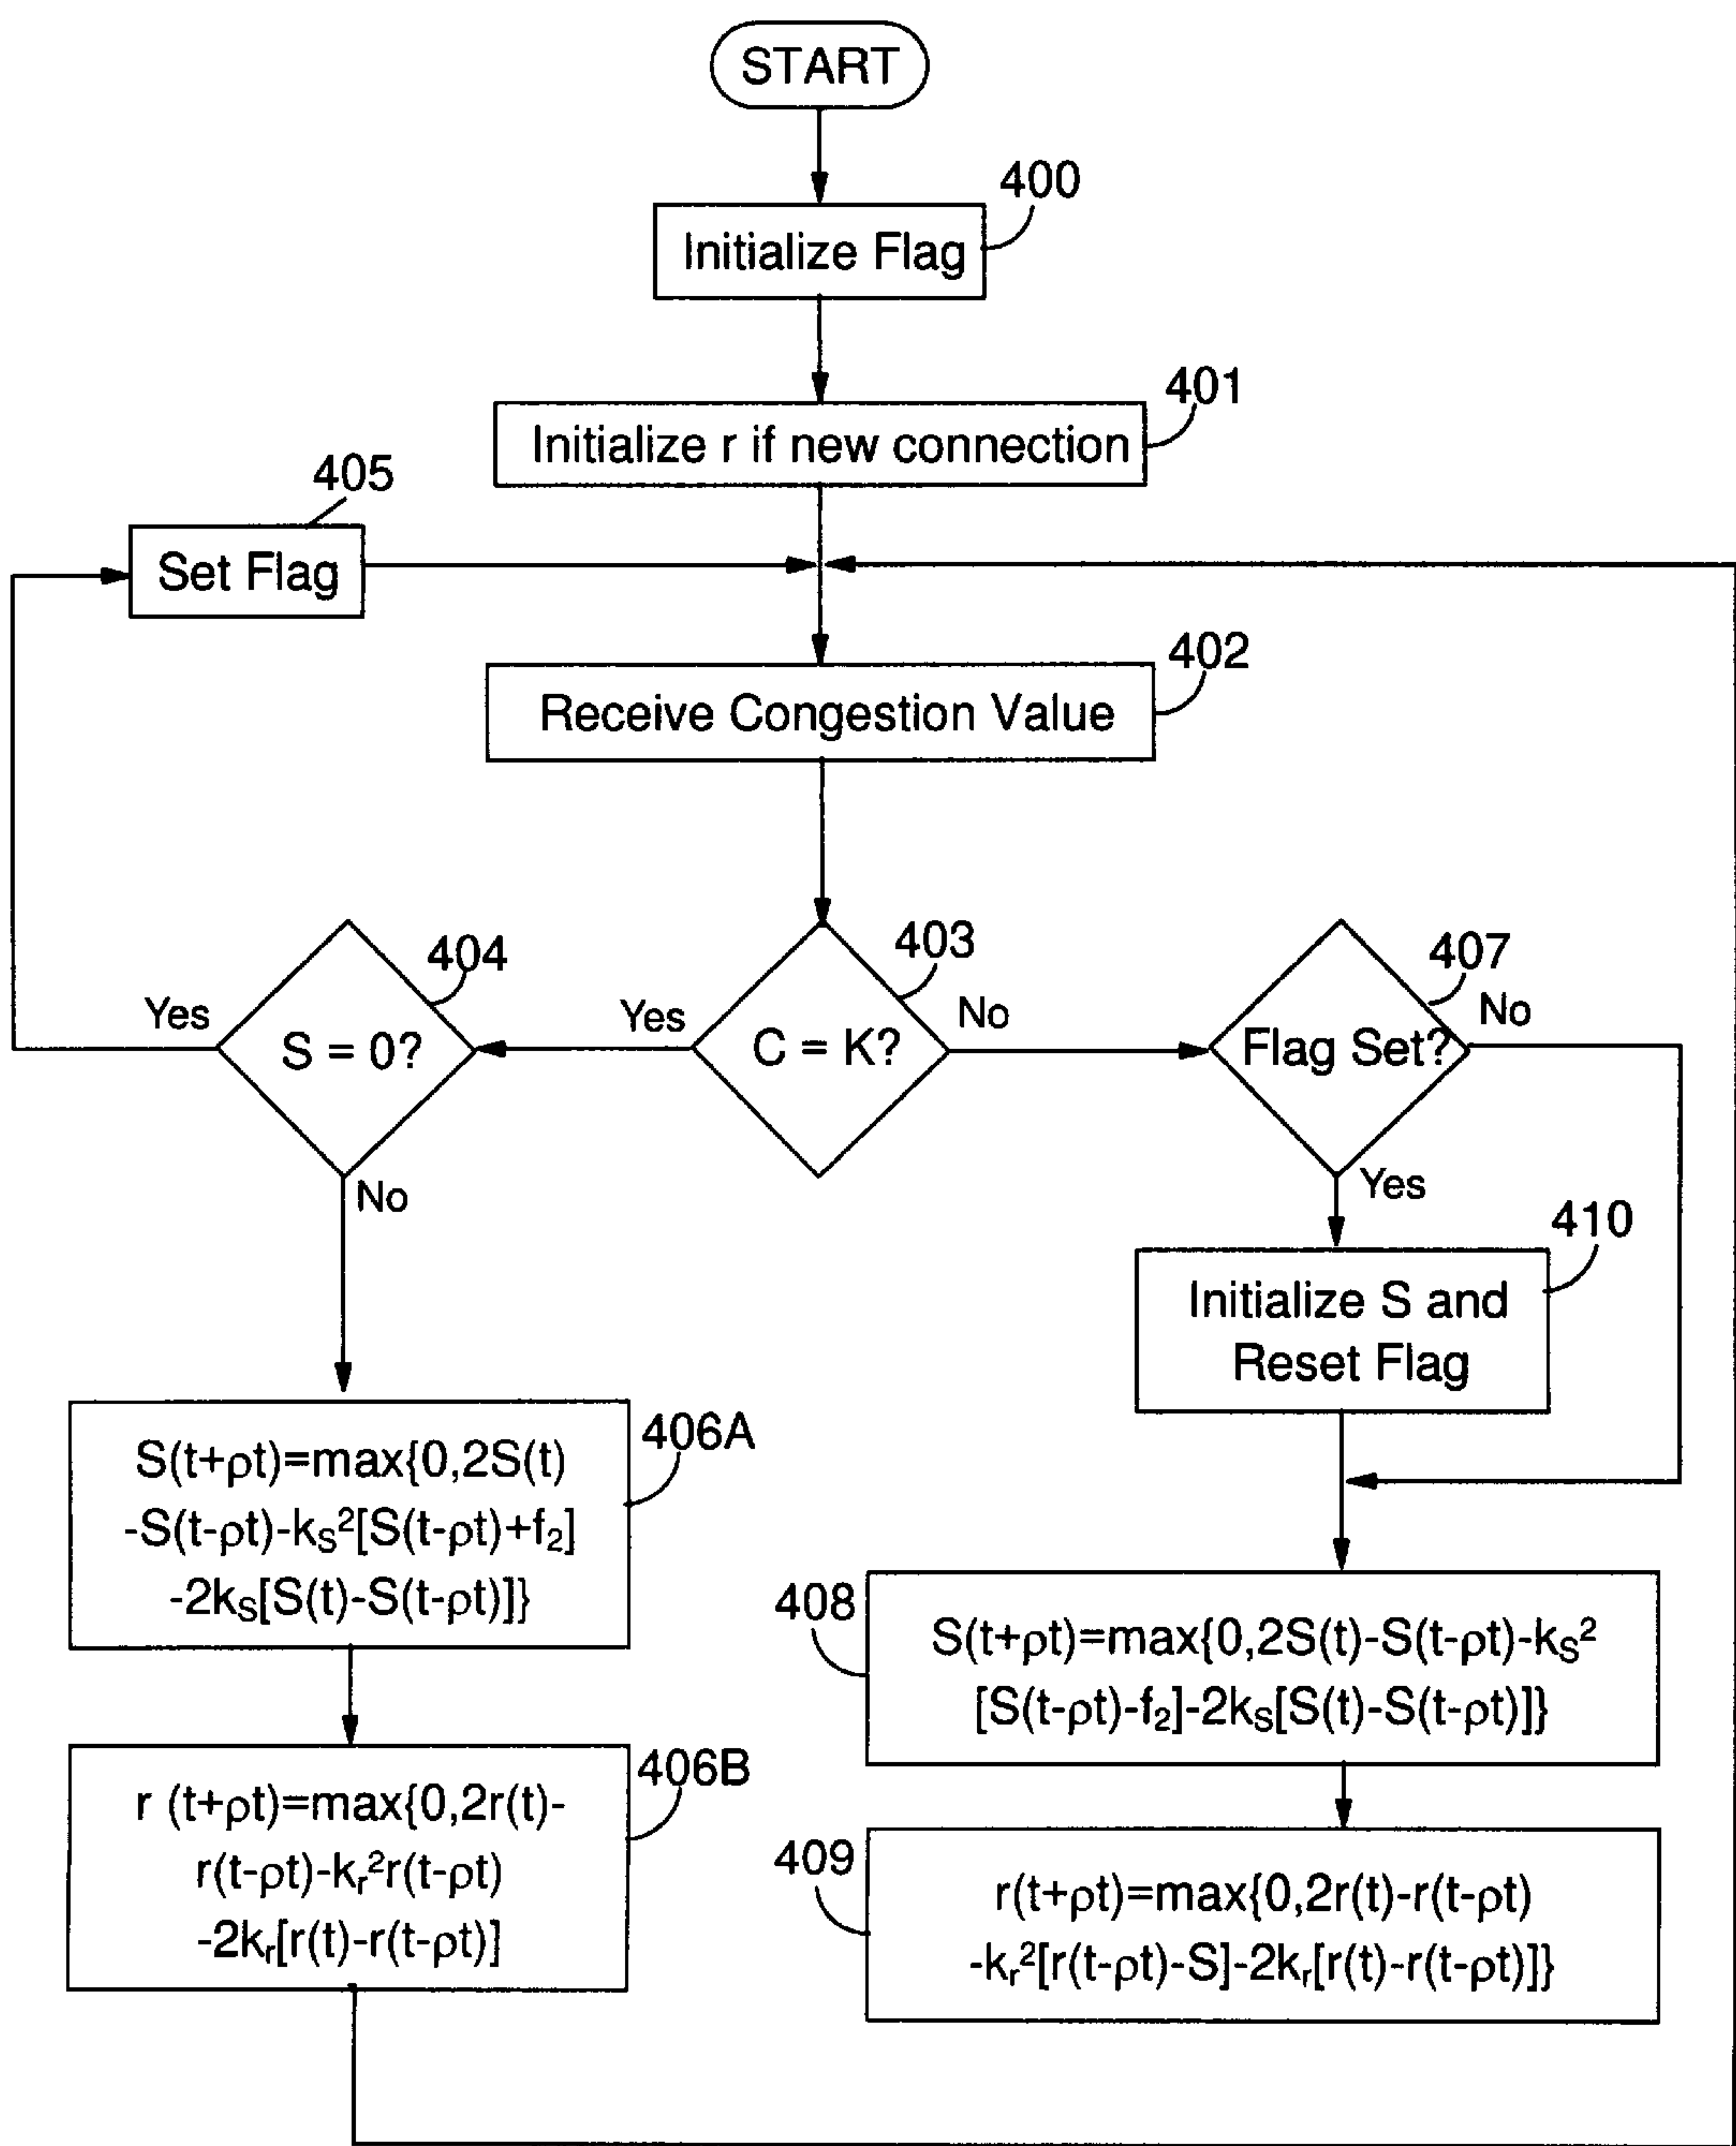 START
400
Initialize Flag
401
Initialize r if new connection
405
Set Flag
402
Receive Congestion Value
404
Yes
S = 0?
No
403
Yes
C = K?
No
407
No
Flag Set?
Yes
410
Initialize S and
Reset Flag
406A
S(t+ρt)=max{0,2S(t)
-S(t-ρt)-kS²[S(t-ρt)+f₂]
-2kS[S(t)-S(t-ρt)]}
406B
r (t+ρt)=max{0,2r(t)-
r(t-ρt)-kᵣ²r(t-ρt)
-2kᵣ[r(t)-r(t-ρt)]
408
S(t+ρt)=max{0,2S(t)-S(t-ρt)-kS²
[S(t-ρt)-f₂]-2kS[S(t)-S(t-ρt)]}
409
r(t+ρt)=max{0,2r(t)-r(t-ρt)
-kᵣ²[r(t-ρt)-S]-2kᵣ[r(t)-r(t-ρt)]}